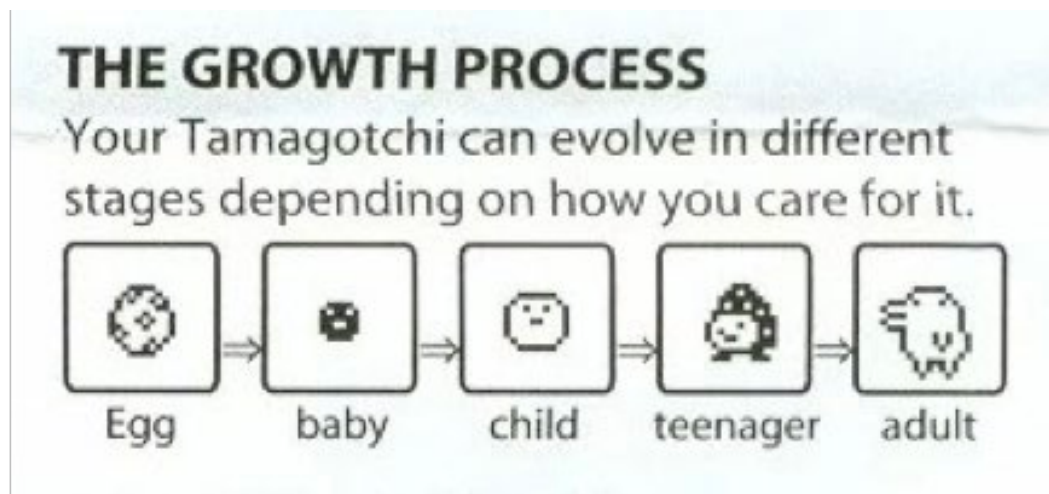 THE GROWTH PROCESS
Your Tamagotchi can evolve in different
stages depending on how you care for it.
Egg baby child teenager adult